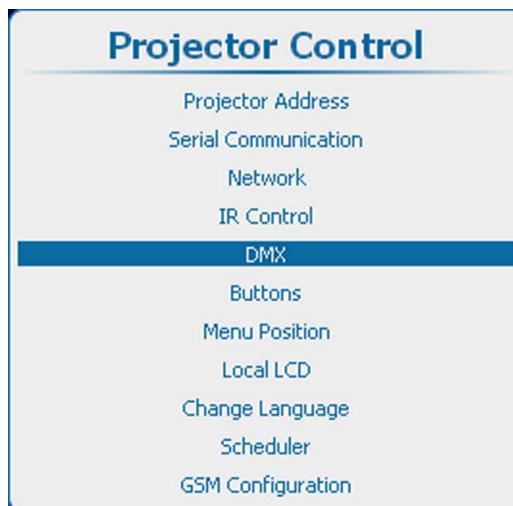 Projector Control
Projector Address
Serial Communication
Network
IR Control
DMX
Buttons
Menu Position
Local LCD
Change Language
Scheduler
GSM Configuration